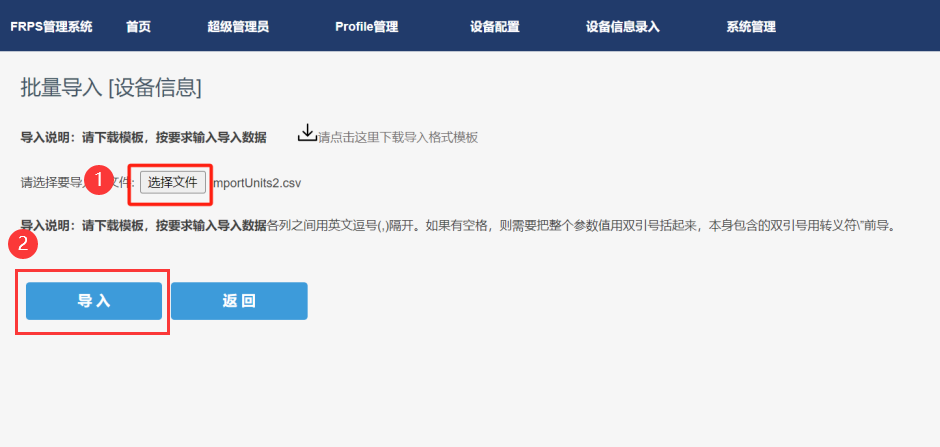 FRPS管理系统 首页 超级管理员 Profile管理 设备配置 设备信息录入 系统管理
批量导入 [设备信息]
导入说明：请下载模板，按要求输入导入数据 请点击这里下载导入格式模板
请选择要导 1 文件: 选择文件 mportUnits2.csv
导入说明：请下载模板，按要求输入导入数据各列之间用英文逗号(,)隔开。如果有空格，则需要把整个参数值用双引号括起来，本身包含的双引号用转义符\"前导。
2
导 入 返 回